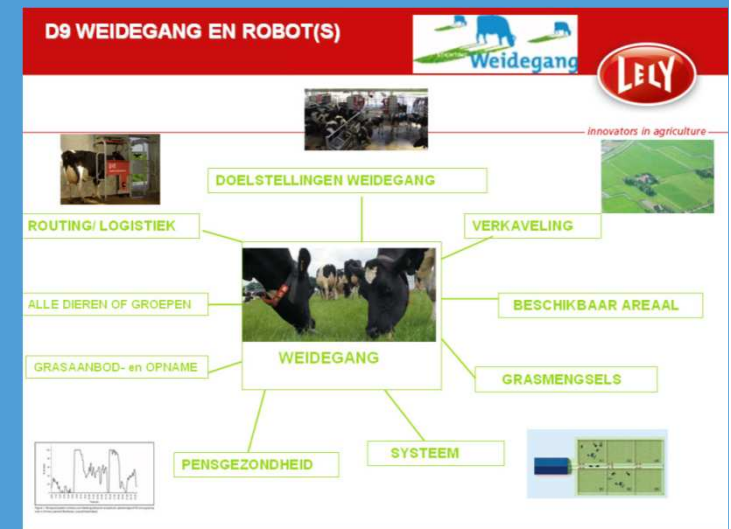 D9 WEIDEGANG EN ROBOT(S)
Weidegang
LELY
innovators in agriculture
DOELSTELLINGEN WEIDEGANG
ROUTING/ LOGISTIEK
VERKAVELING
ALLE DIEREN OF GROEPEN
BESCHIKBAAR AREAAL
WEIDEGANG
GRASAANBOD- en OPNAME
GRASMENGSELS
SYSTEEM
PENSGEZONDHEID